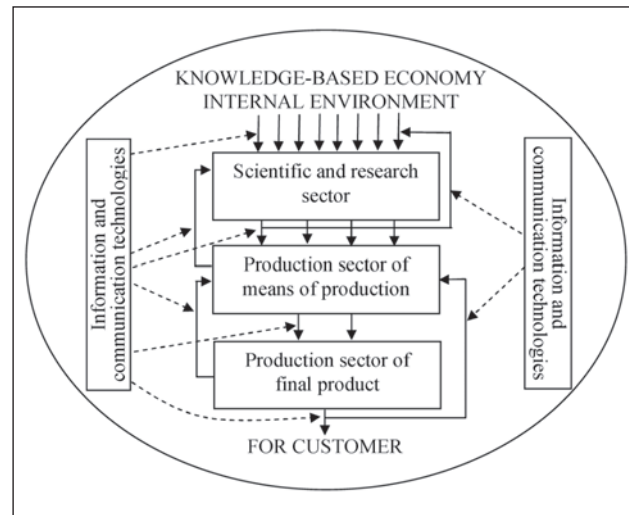 KNOWLEDGE-BASED ECONOMY
INTERNAL ENVIRONMENT
Information and
communication technologies
Scientific and research
sector
Production sector of
means of production
Production sector of
final product
FOR CUSTOMER
Information and
communication technologies